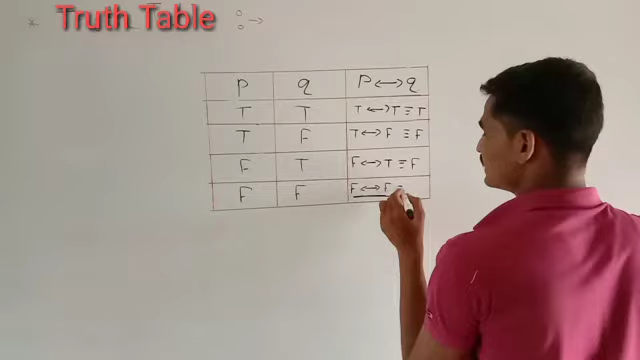 * Truth Table :→
P q P↔q
T T T↔T ≡ T
T F T↔F ≡ F
F T F↔T ≡ F
F F F↔F =